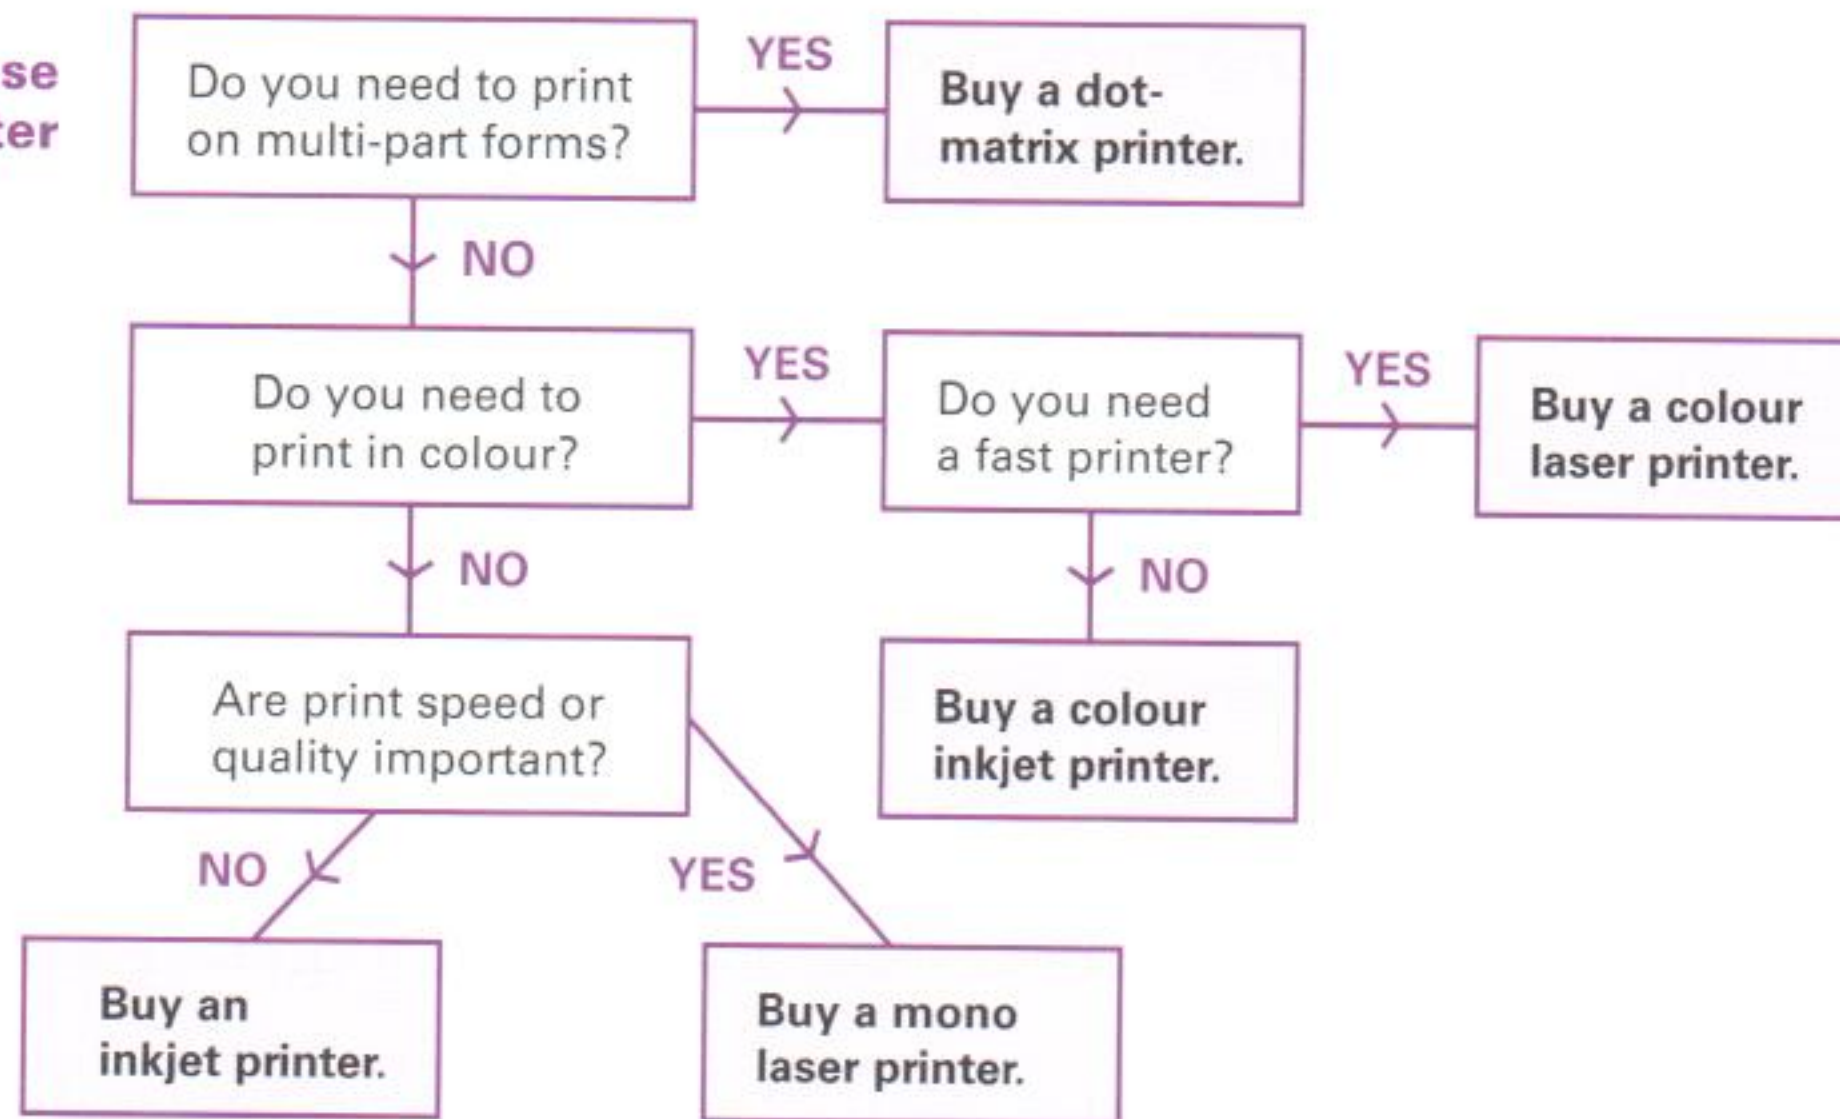 se
ter
Do you need to print
on multi-part forms?
YES
Buy a dot-
matrix printer.
NO
Do you need to
print in colour?
YES
Do you need
a fast printer?
YES
Buy a colour
laser printer.
NO
NO
Are print speed or
quality important?
Buy a colour
inkjet printer.
NO
YES
Buy an
inkjet printer.
Buy a mono
laser printer.